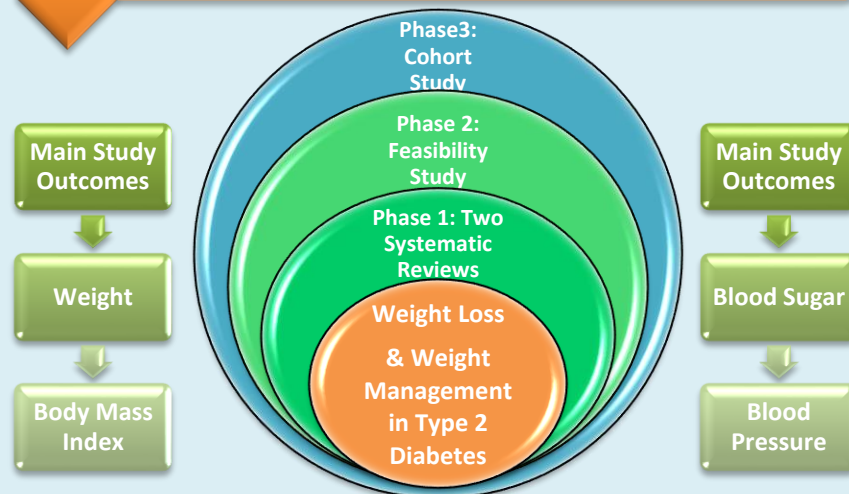 Phase3:
Cohort
Study
Phase 2:
Feasibility
Study
Phase 1: Two
Systematic
Reviews
Weight Loss
& Weight
Management
in Type 2
Diabetes
Main Study
Outcomes
Weight
Body Mass
Index
Main Study
Outcomes
Blood Sugar
Blood
Pressure